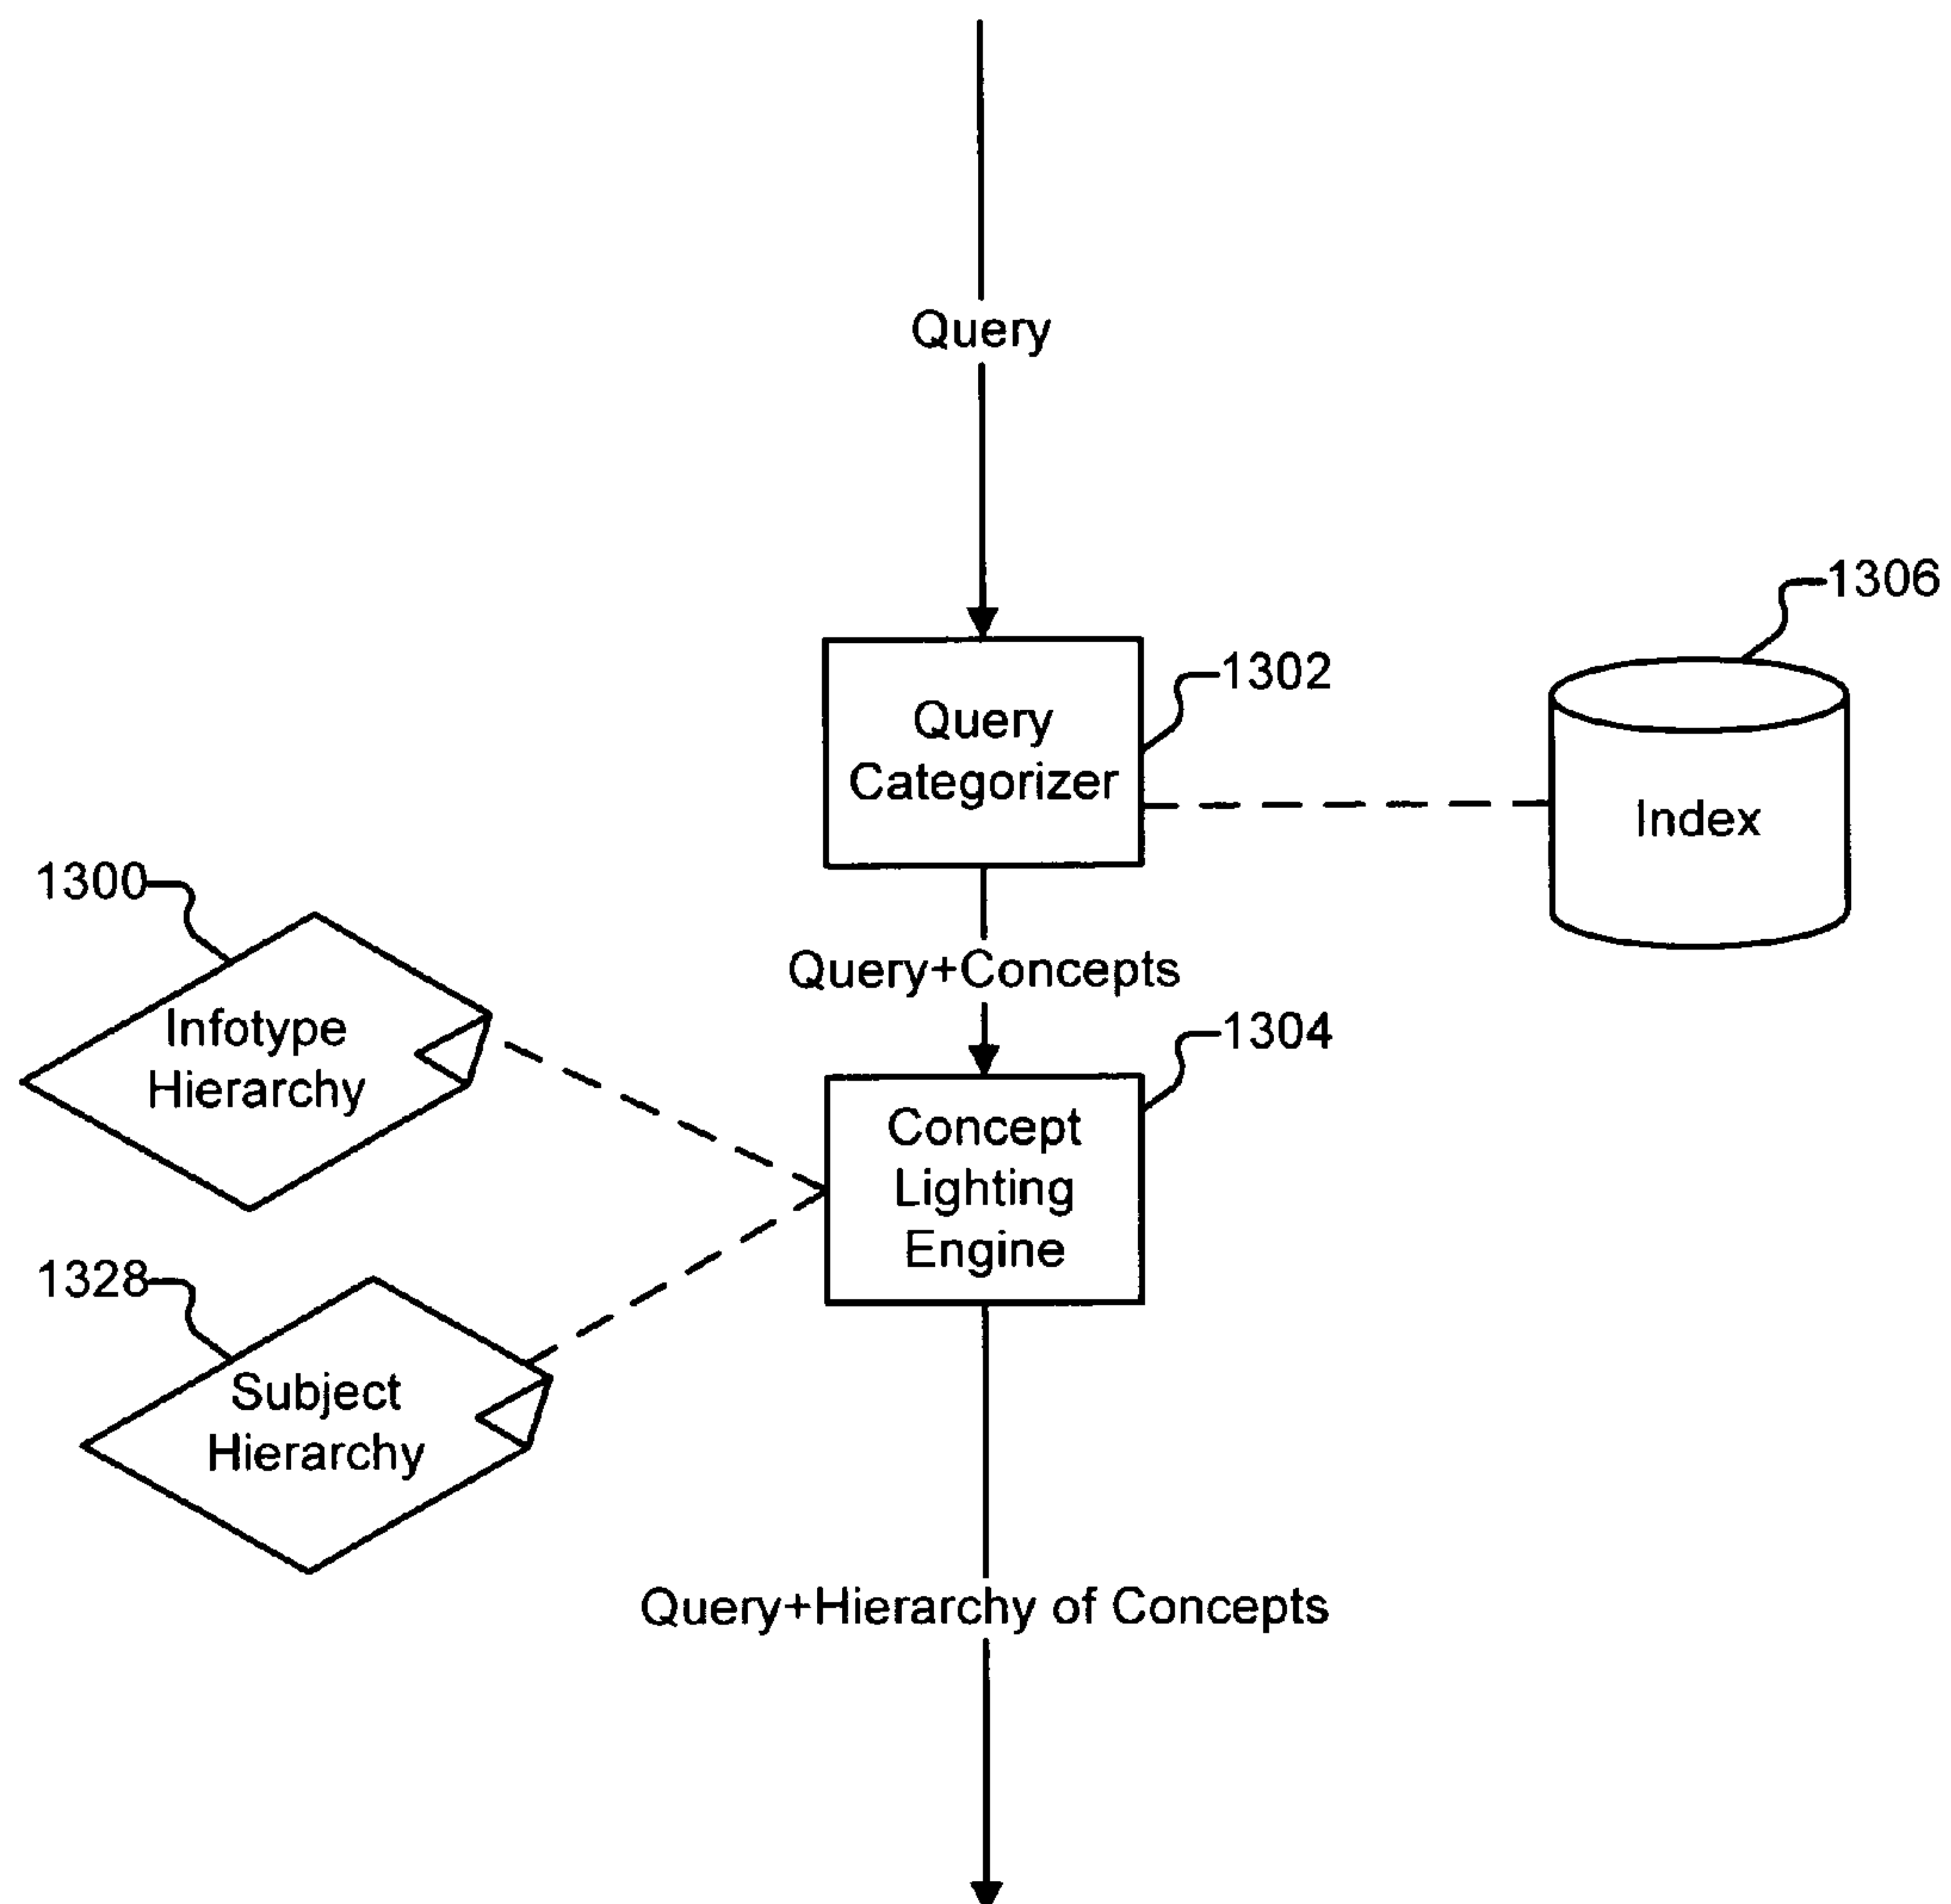 Query
1306
1302
Query
Categorizer
Index
1300
Query+Concepts
Infotype
Hierarchy
1304
Concept
Lighting
Engine
1328
Subject
Hierarchy
Query+Hierarchy of Concepts